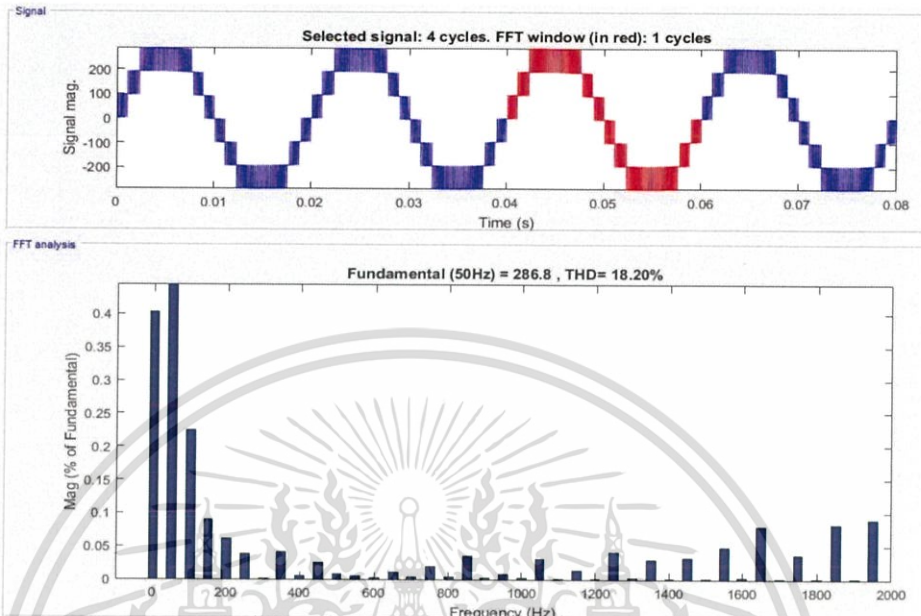 Signal
Selected signal: 4 cycles. FFT window (in red): 1 cycles
Signal mag.
200
100
0
-100
-200
0 0.01 0.02 0.03 0.04 0.05 0.06 0.07 0.08
Time (s)
FFT analysis
Fundamental (50Hz) = 286.8 , THD= 18.20%
Mag (% of Fundamental)
0.4
0.35
0.3
0.25
0.2
0.15
0.1
0.05
0
0 200 400 600 800 1000 1200 1400 1600 1800 2000
Frequency (Hz)